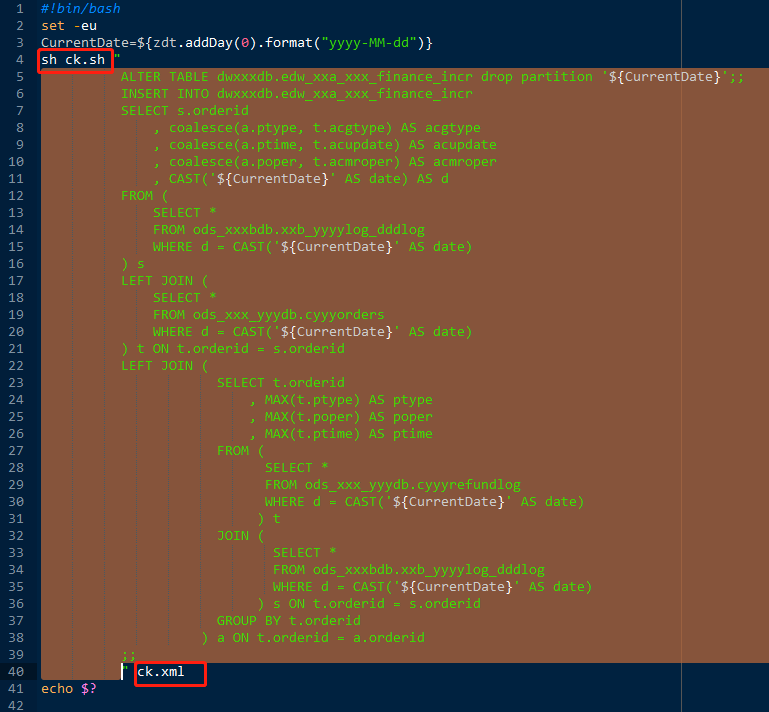 1 #!bin/bash
2 set -eu
3 CurrentDate=${zdt.addDay(0).format("yyyy-MM-dd")}
4 sh ck.sh "
5 ALTER TABLE dwxxxdb.edw_xxa_xxx_finance_incr drop partition '${CurrentDate}';;
6 INSERT INTO dwxxxdb.edw_xxa_xxx_finance_incr
7 SELECT s.orderid
8 , coalesce(a.ptype, t.acgtype) AS acgtype
9 , coalesce(a.ptime, t.acupdate) AS acupdate
10 , coalesce(a.poper, t.acmroper) AS acmroper
11 , CAST('${CurrentDate}' AS date) AS d
12 FROM (
13 SELECT *
14 FROM ods_xxxbdb.xxb_yyyylog_dddlog
15 WHERE d = CAST('${CurrentDate}' AS date)
16 ) s
17 LEFT JOIN (
18 SELECT *
19 FROM ods_xxx_yyydb.cyyyorders
20 WHERE d = CAST('${CurrentDate}' AS date)
21 ) t ON t.orderid = s.orderid
22 LEFT JOIN (
23 SELECT t.orderid
24 , MAX(t.ptype) AS ptype
25 , MAX(t.poper) AS poper
26 , MAX(t.ptime) AS ptime
27 FROM (
28 SELECT *
29 FROM ods_xxx_yyydb.cyyyrefundlog
30 WHERE d = CAST('${CurrentDate}' AS date)
31 ) t
32 JOIN (
33 SELECT *
34 FROM ods_xxxbdb.xxb_yyyylog_dddlog
35 WHERE d = CAST('${CurrentDate}' AS date)
36 ) s ON t.orderid = s.orderid
37 GROUP BY t.orderid
38 ) a ON t.orderid = a.orderid
39 ;;
40 " ck.xml
41 echo $?
42